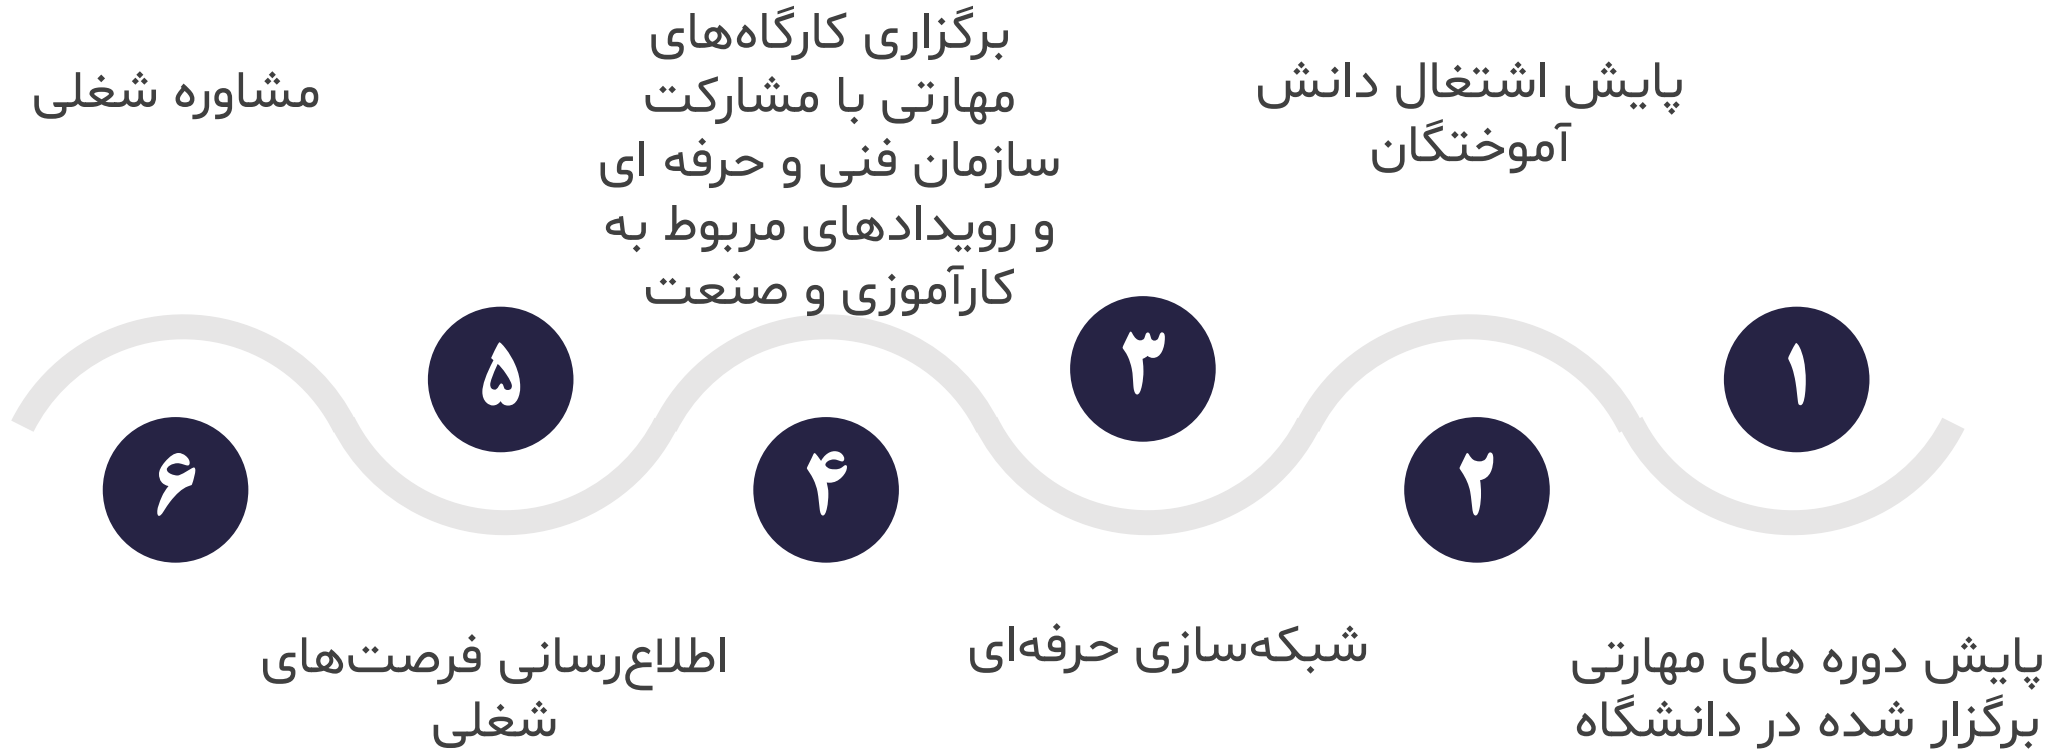 ۱
پایش دوره های مهارتی
برگزار شده در دانشگاه
۲
پایش اشتغال دانش
آموختگان
۳
شبکه‌سازی حرفه‌ای
۴
برگزاری کارگاه‌های
مهارتی با مشارکت
سازمان فنی و حرفه ای
و رویدادهای مربوط به
کارآموزی و صنعت
۵
اطلاع‌رسانی فرصت‌های
شغلی
۶
مشاوره شغلی